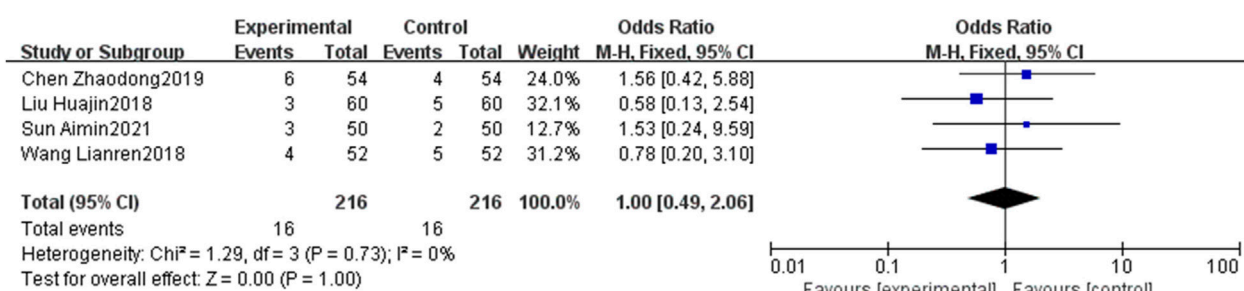 Experimental Control Odds Ratio Odds Ratio
Study or Subgroup Events Total Events Total Weight M-H, Fixed, 95% CI M-H, Fixed, 95% CI
Chen Zhaodong2019 6 54 4 54 24.0% 1.56 [0.42, 5.88]
Liu Huajin2018 3 60 5 60 32.1% 0.58 [0.13, 2.54]
Sun Aimin2021 3 50 2 50 12.7% 1.53 [0.24, 9.59]
Wang Lianren2018 4 52 5 52 31.2% 0.78 [0.20, 3.10]
Total (95% CI) 216 216 100.0% 1.00 [0.49, 2.06]
Total events 16 16
Heterogeneity: Chi² = 1.29, df = 3 (P = 0.73); I² = 0%
Test for overall effect: Z = 0.00 (P = 1.00)
0.01 0.1 1 10 100
Favours [experimental] Favours [control]